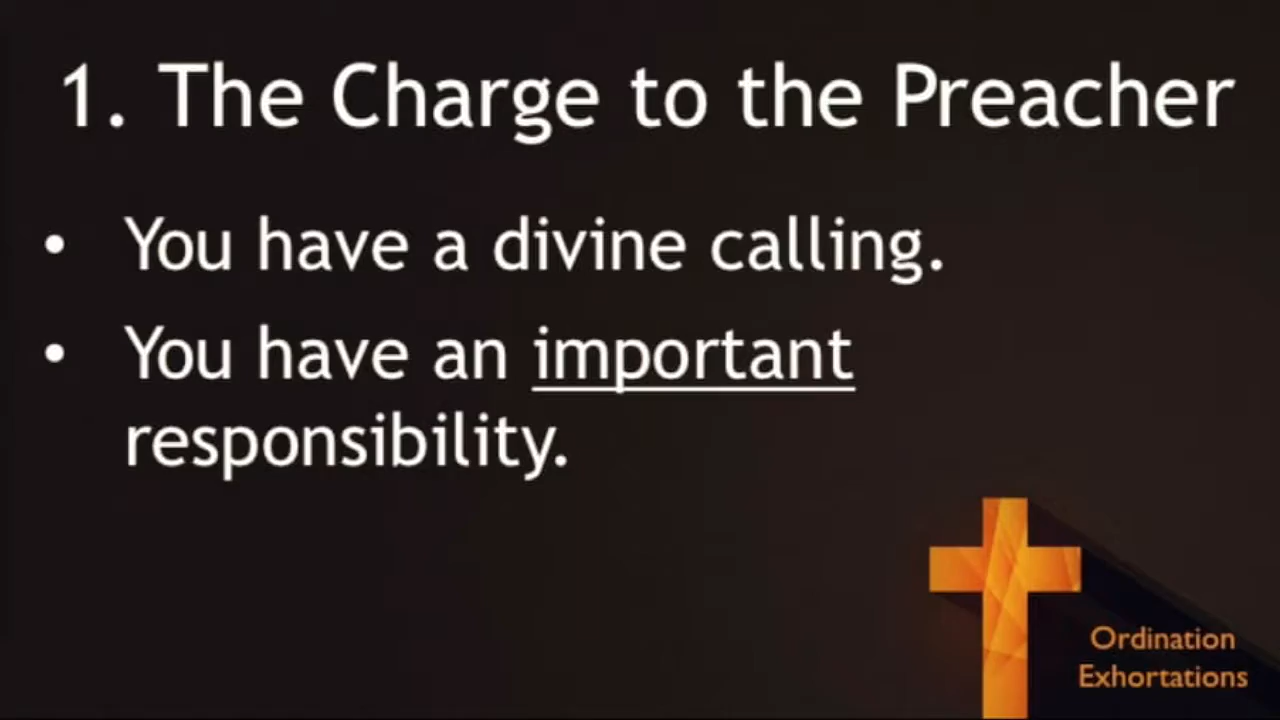 1. The Charge to the Preacher
• You have a divine calling.
• You have an important
responsibility.
Ordination
Exhortations